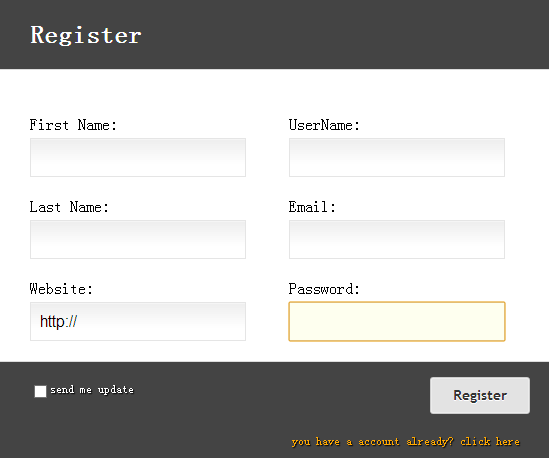 Register
First Name:
UserName:
Last Name:
Email:
Website:
Password:
http://
send me update
Register
you have a account already? click here